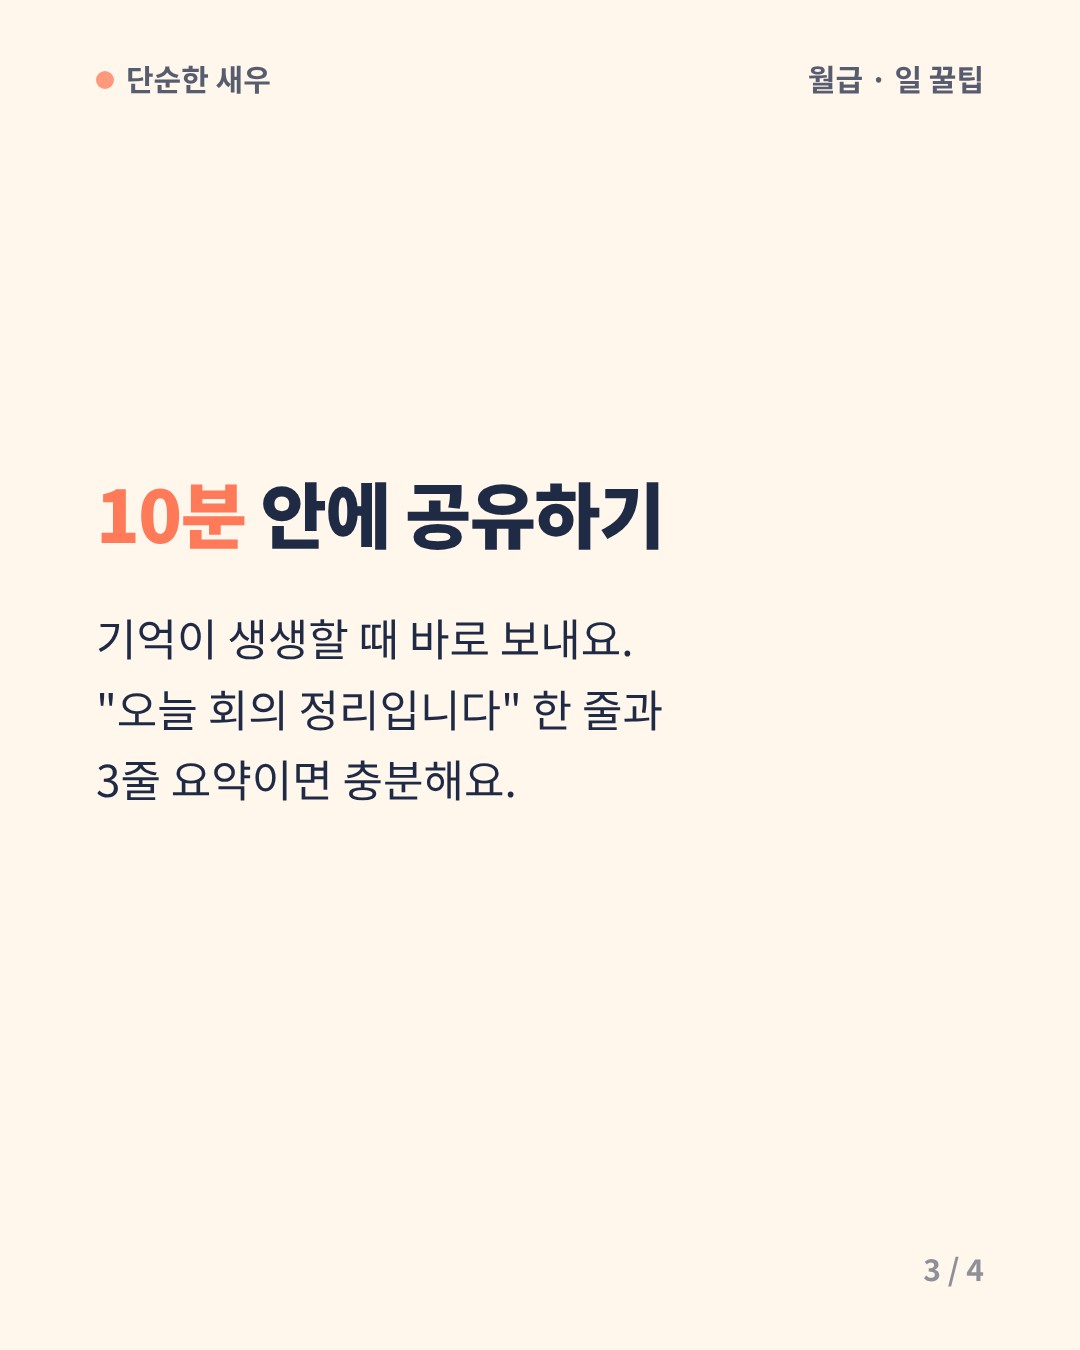 단순한 새우
월급 · 일 꿀팁
10분 안에 공유하기
기억이 생생할 때 바로 보내요.
"오늘 회의 정리입니다" 한 줄과
3줄 요약이면 충분해요.
3 / 4